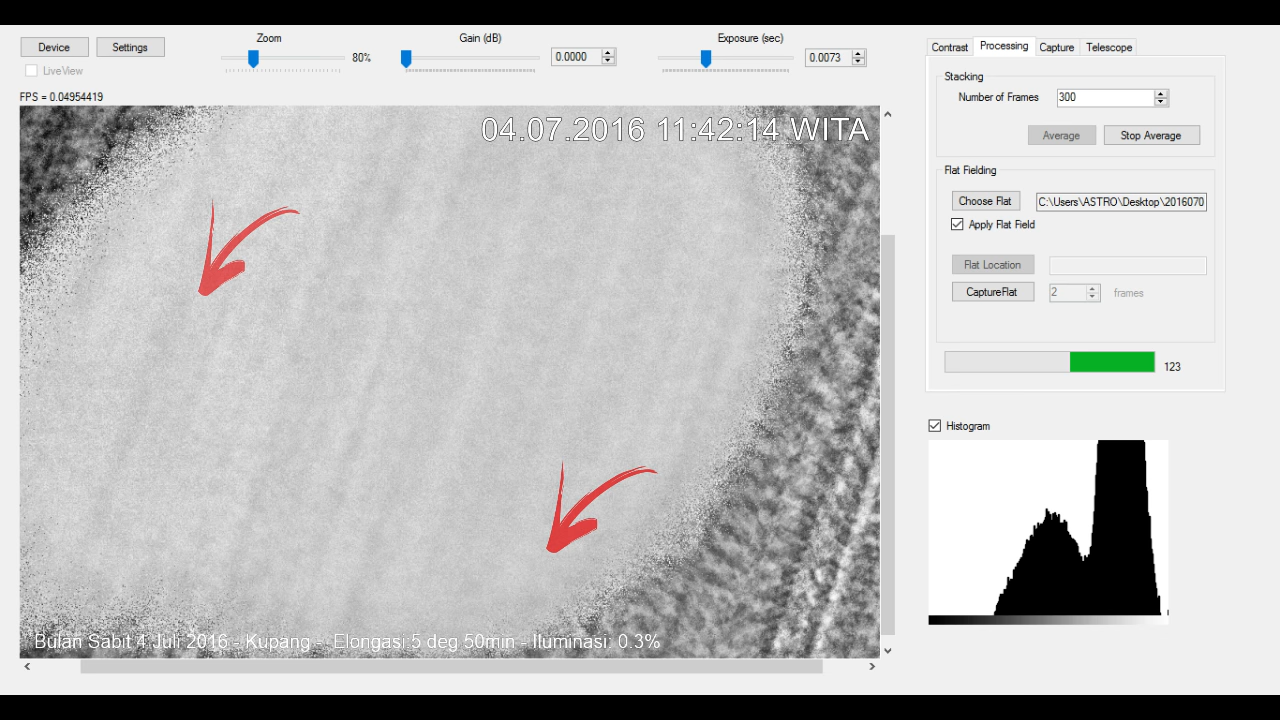 Device
Settings
LiveView
Zoom
80%
Gain (dB)
0.0000
Exposure (sec)
0.0073
FPS = 0.04954419
04.07.2016 11:42:14 WITA
Bulan Sabit 4 Juli 2016 - Kupang - Elongasi:5 deg 50min - Iluminasi: 0.3%
Contrast
Processing
Capture
Telescope
Stacking
Number of Frames
300
Average
Stop Average
Flat Fielding
Choose Flat
C:\Users\ASTRO\Desktop\2016070
Apply Flat Field
Flat Location
CaptureFlat
2
frames
123
Histogram